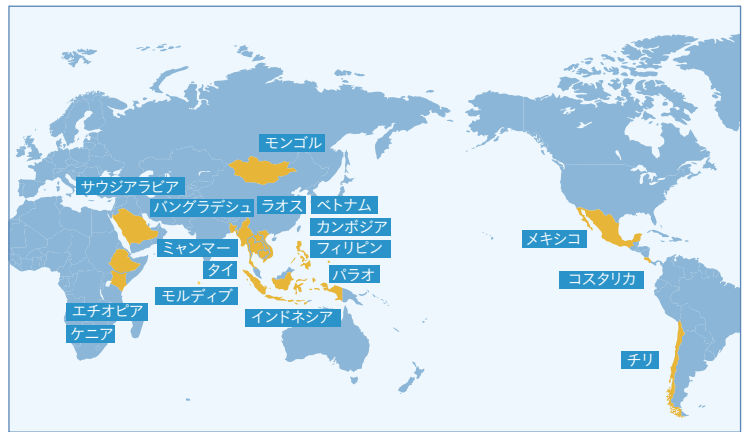 モンゴル
サウジアラビア
バングラデシュ
ラオス
ベトナム
カンボジア
ミャンマー
フィリピン
タイ
パラオ
モルディブ
インドネシア
エチオピア
ケニア
メキシコ
コスタリカ
チリ